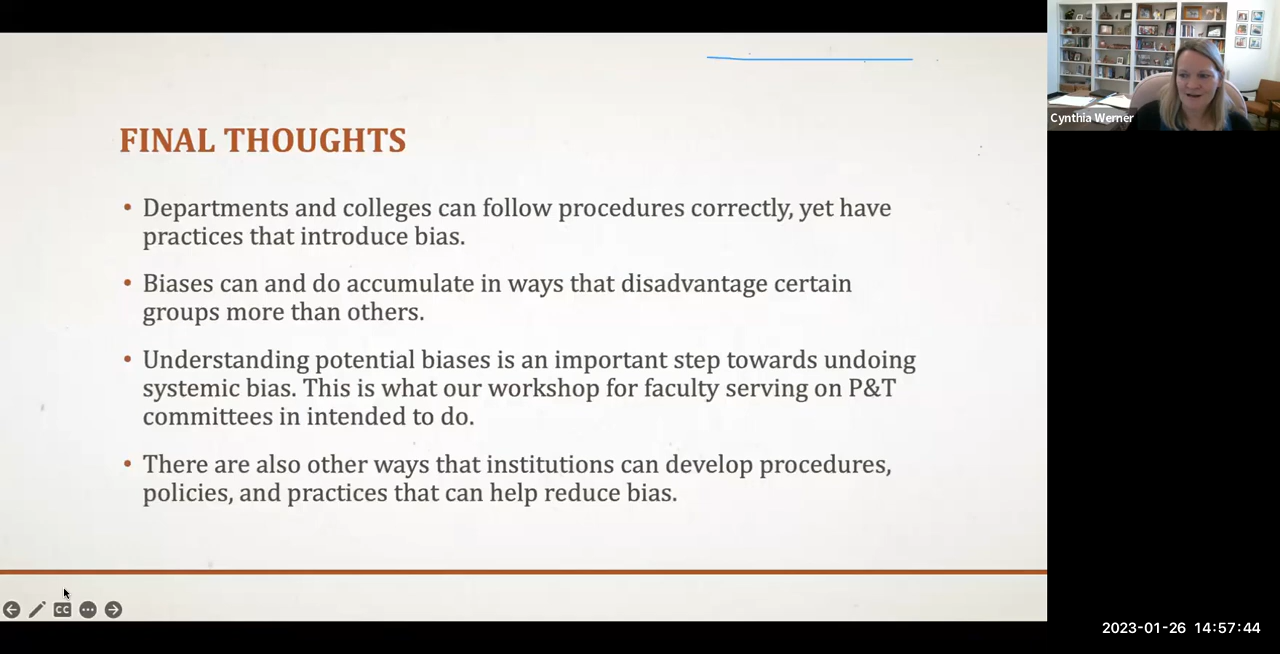 FINAL THOUGHTS
• Departments and colleges can follow procedures correctly, yet have
practices that introduce bias.
• Biases can and do accumulate in ways that disadvantage certain
groups more than others.
• Understanding potential biases is an important step towards undoing
systemic bias. This is what our workshop for faculty serving on P&T
committees in intended to do.
• There are also other ways that institutions can develop procedures,
policies, and practices that can help reduce bias.
Cynthia Werner
CC
2023-01-26 14:57:44